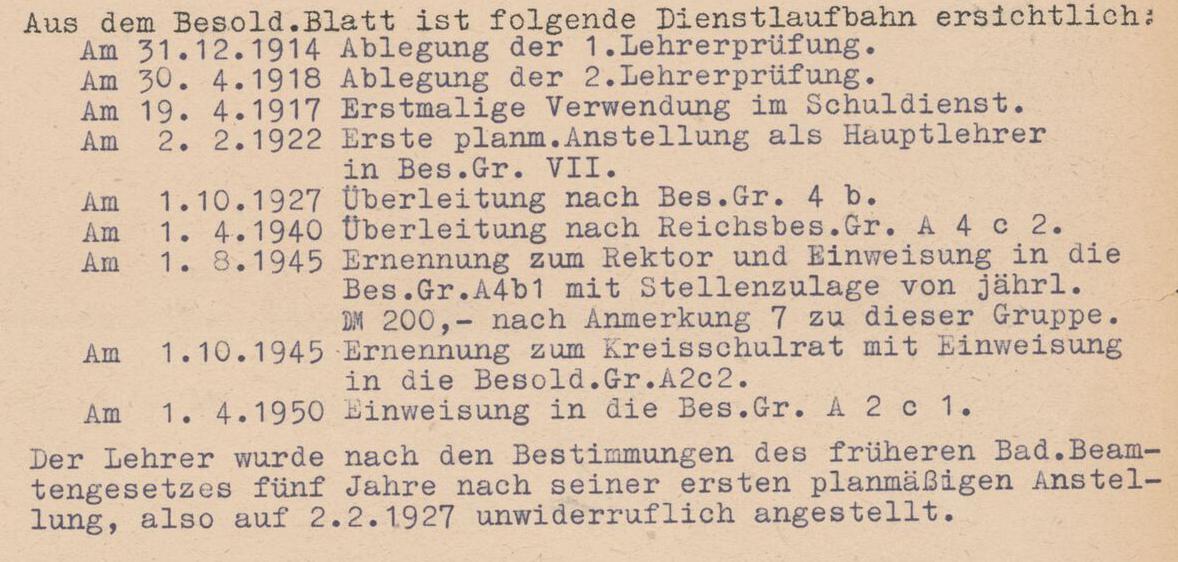 Aus dem Besold.Blatt ist folgende Dienstlaufbahn ersichtlich:
Am 31.12.1914 Ablegung der 1.Lehrerprüfung.
Am 30. 4.1918 Ablegung der 2.Lehrerprüfung.
Am 19. 4.1917 Erstmalige Verwendung im Schuldienst.
Am 2. 2.1922 Erste planm.Anstellung als Hauptlehrer
in Bes.Gr. VII.
Am 1.10.1927 Überleitung nach Bes.Gr. 4 b.
Am 1. 4.1940 Überleitung nach Reichsbes.Gr. A 4 c 2.
Am 1. 8.1945 Ernennung zum Rektor und Einweisung in die
Bes.Gr.A4b1 mit Stellenzulage von jährl.
DM 200,- nach Anmerkung 7 zu dieser Gruppe.
Am 1.10.1945 Ernennung zum Kreisschulrat mit Einweisung
in die Besold.Gr.A2c2.
Am 1. 4.1950 Einweisung in die Bes.Gr. A 2 c 1.
Der Lehrer wurde nach den Bestimmungen des früheren Bad.Beam-
tengesetzes fünf Jahre nach seiner ersten planmäßigen Anstel-
lung, also auf 2.2.1927 unwiderruflich angestellt.